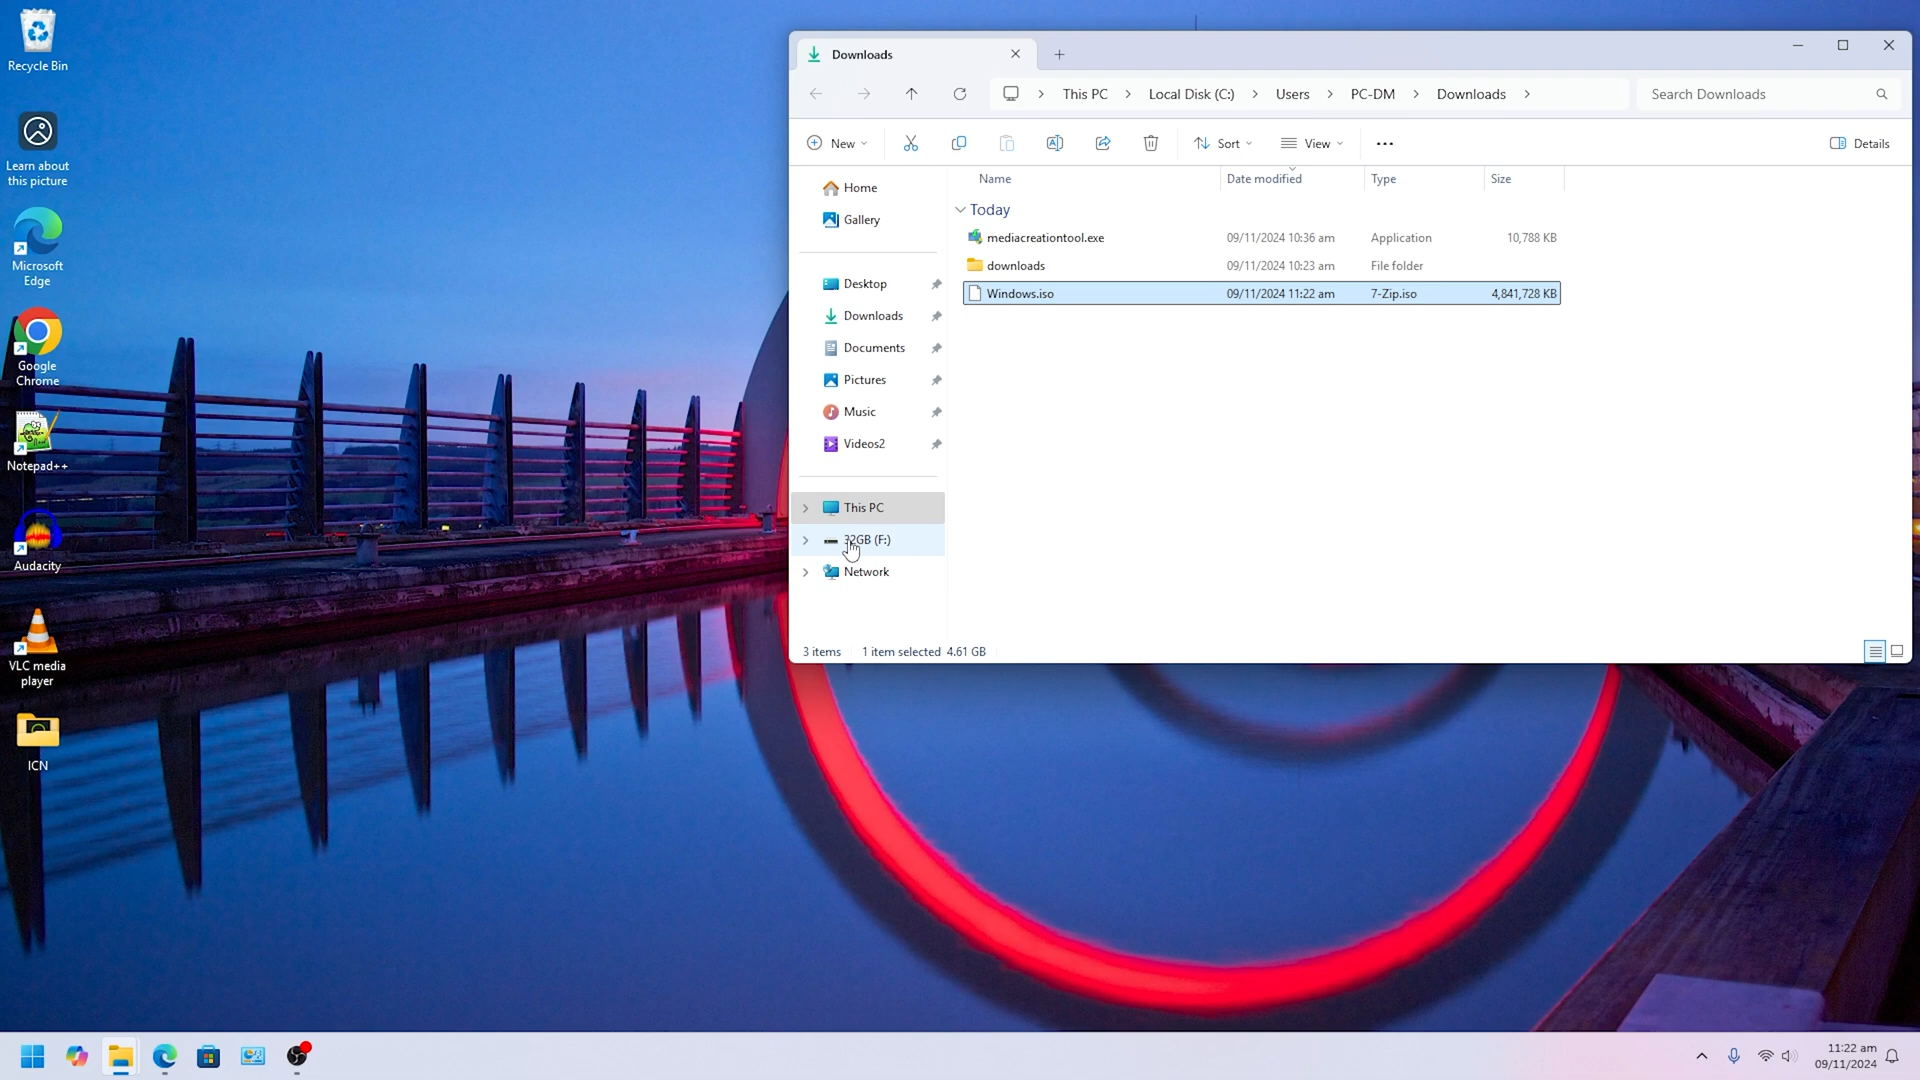 Recycle Bin
Learn about
this picture
Microsoft
Edge
Google
Chrome
Notepad++
Audacity
VLC media
player
ICN
Downloads
This PC > Local Disk (C:) > Users > PC-DM > Downloads >
Search Downloads
New
Sort
View
Details
Home
Gallery
Desktop
Downloads
Documents
Pictures
Music
Videos2
This PC
32GB (F:)
Network
Name Date modified Type Size
Today
mediacreationtool.exe 09/11/2024 10:36 am Application 10,788 KB
downloads 09/11/2024 10:23 am File folder
Windows.iso 09/11/2024 11:22 am 7-Zip.iso 4,841,728 KB
3 items 1 item selected 4.61 GB
11:22 am
09/11/2024